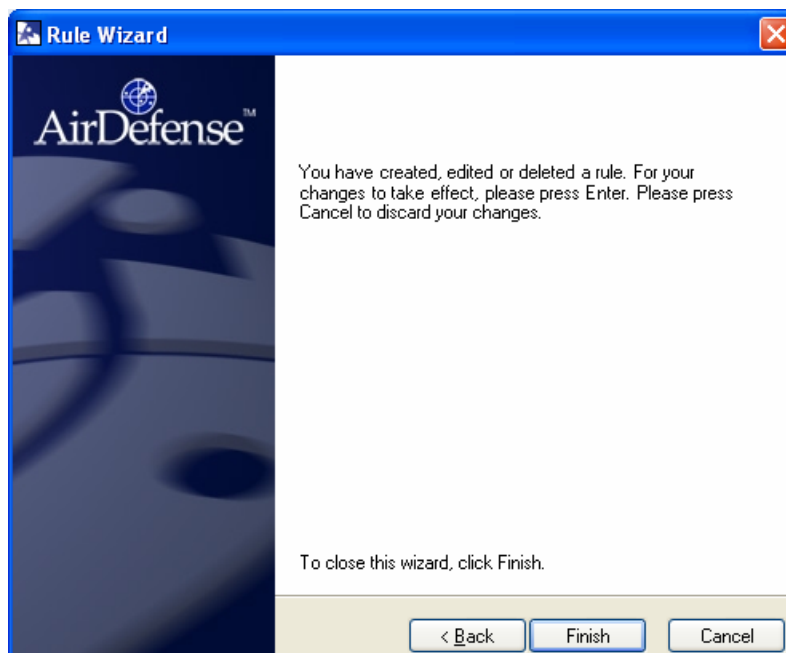 Rule Wizard
AirDefense™
You have created, edited or deleted a rule. For your
changes to take effect, please press Enter. Please press
Cancel to discard your changes.
To close this wizard, click Finish.
< Back
Finish
Cancel